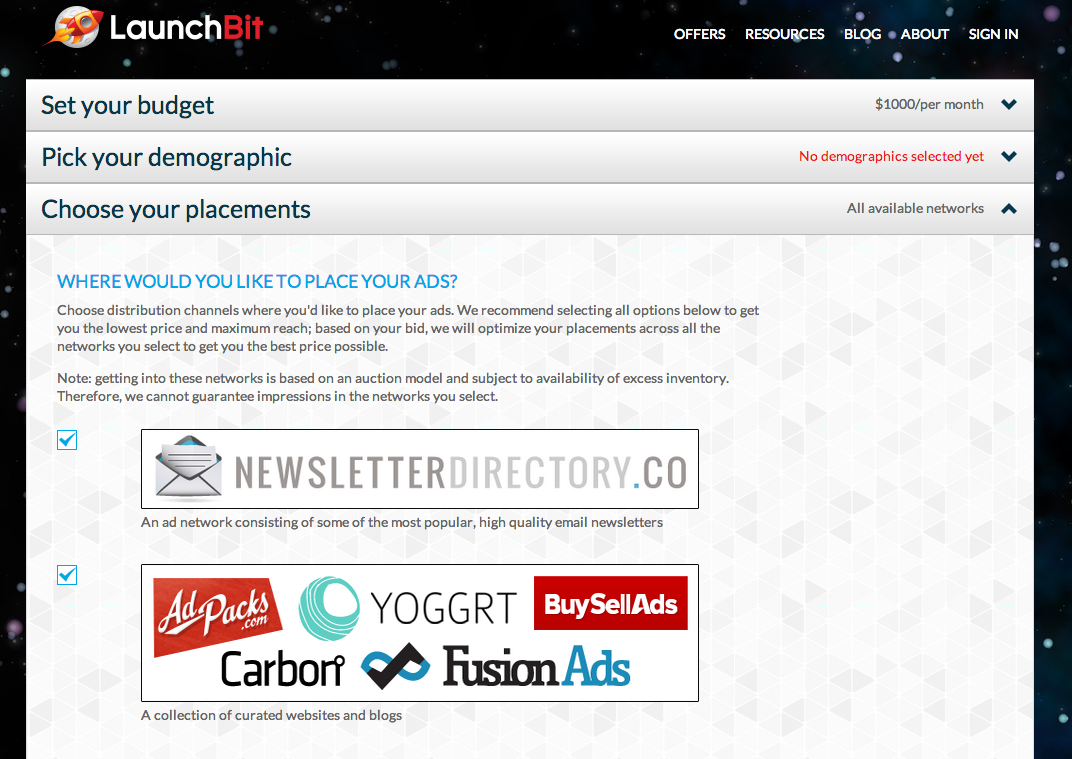 LaunchBit
OFFERS RESOURCES BLOG ABOUT SIGN IN
Set your budget $1000/per month
Pick your demographic No demographics selected yet
Choose your placements All available networks
WHERE WOULD YOU LIKE TO PLACE YOUR ADS?
Choose distribution channels where you'd like to place your ads. We recommend selecting all options below to get
you the lowest price and maximum reach; based on your bid, we will optimize your placements across all the
networks you select to get you the best price possible.
Note: getting into these networks is based on an auction model and subject to availability of excess inventory.
Therefore, we cannot guarantee impressions in the networks you select.
NEWSLETTERDIRECTORY.CO
An ad network consisting of some of the most popular, high quality email newsletters
AdPacks.com YOGGRT BuySellAds
Carbon FusionAds
A collection of curated websites and blogs